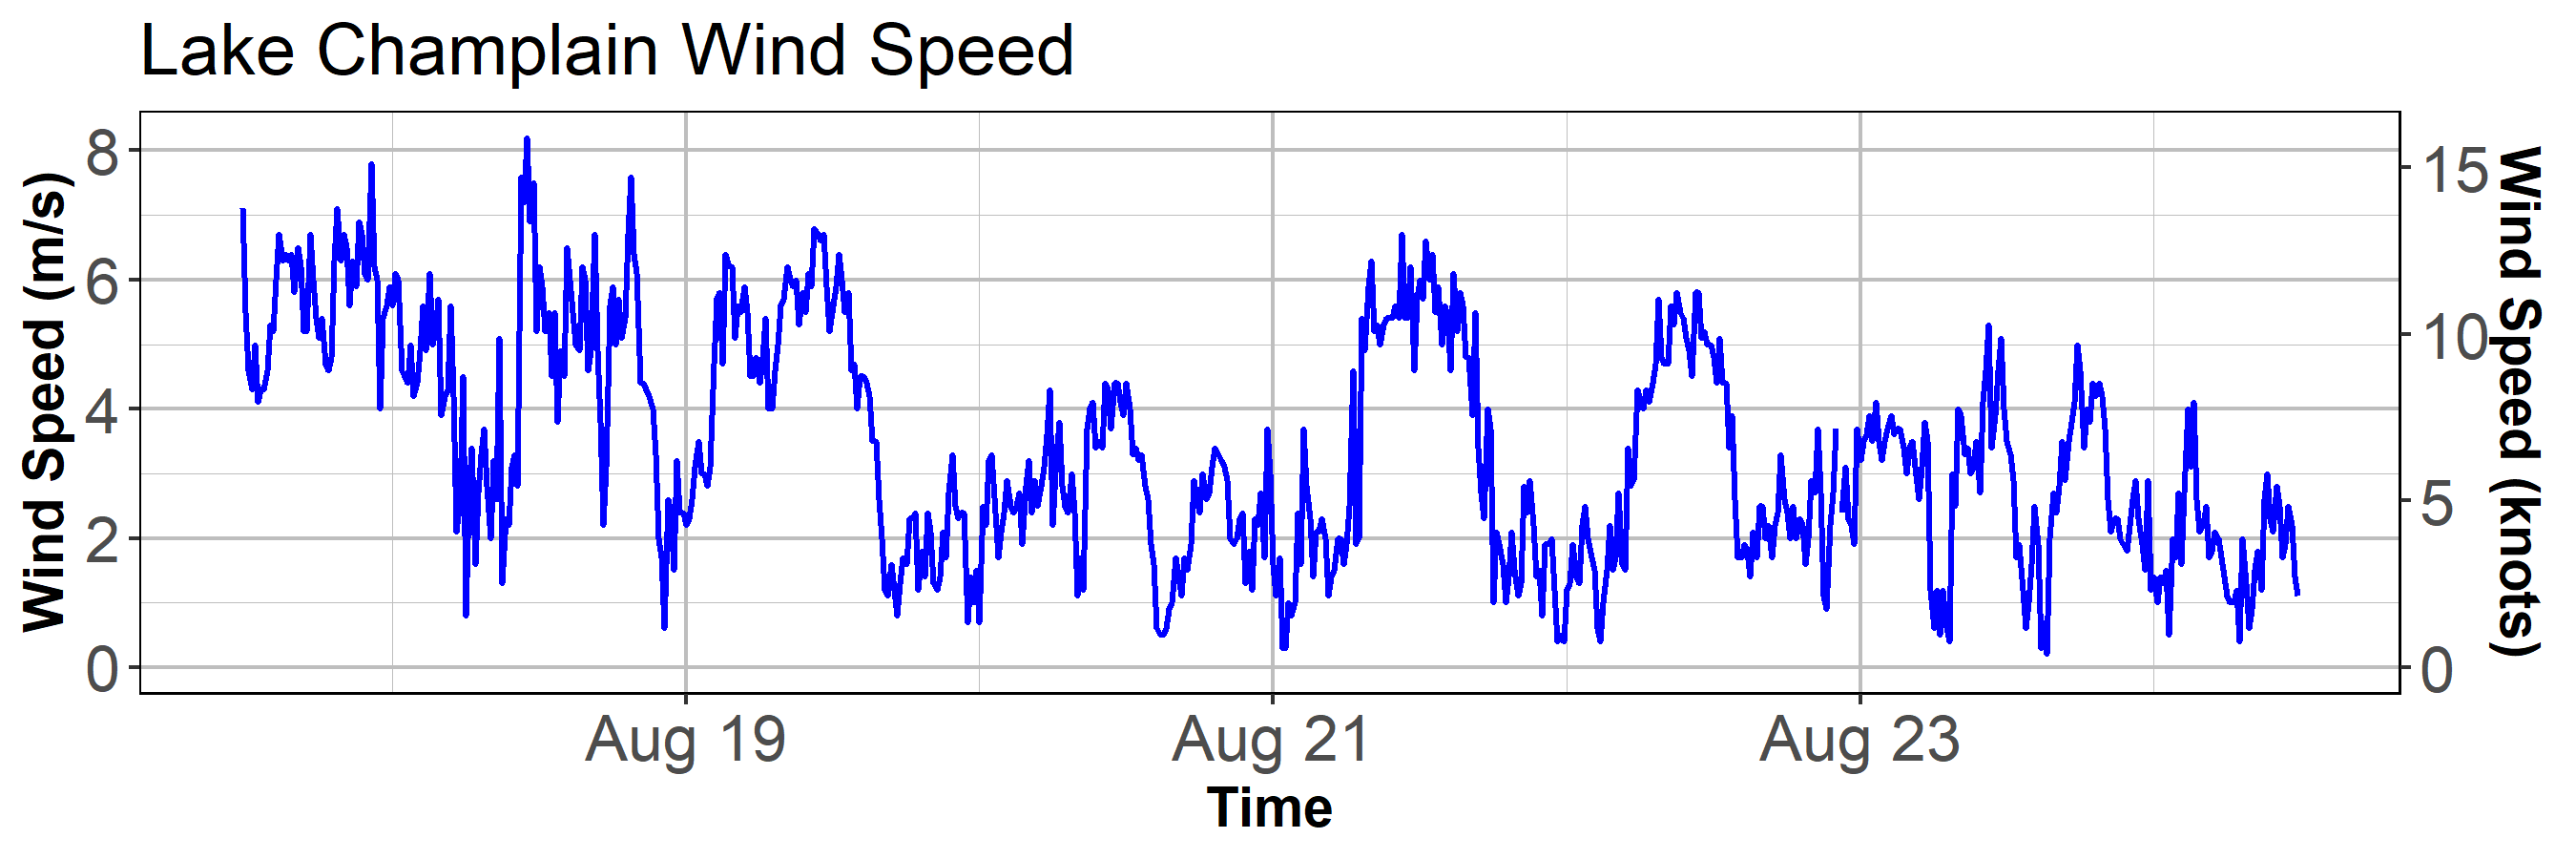 Lake Champlain Wind Speed
Wind Speed (m/s)
8
6
4
2
0
15
10
5
0
Wind Speed (knots)
Aug 19
Aug 21
Aug 23
Time